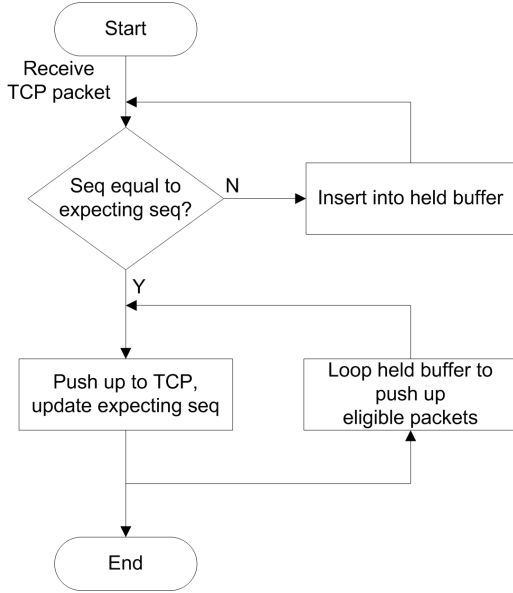 Start
Receive
TCP packet
Seq equal to
expecting seq?
N
Insert into held buffer
Y
Push up to TCP,
update expecting seq
Loop held buffer to
push up
eligible packets
End